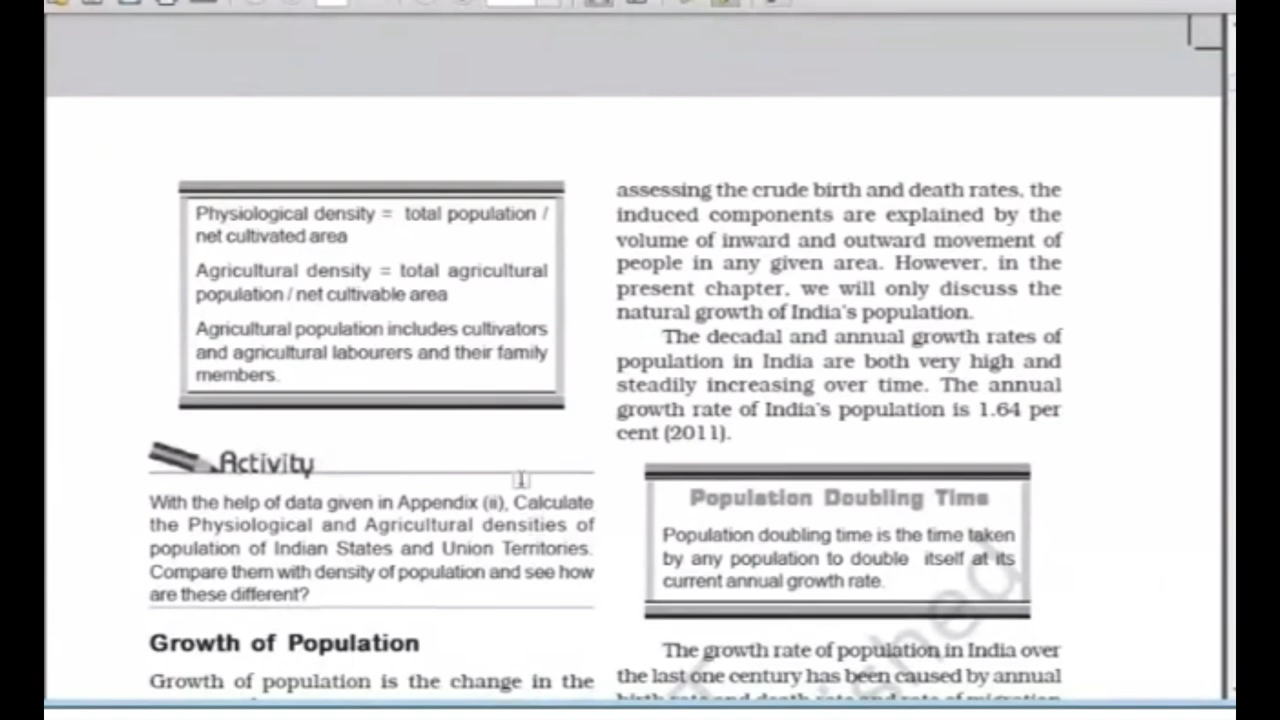 Physiological density = total population /
net cultivated area
Agricultural density = total agricultural
population / net cultivable area
Agricultural population includes cultivators
and agricultural labourers and their family
members.
Activity
With the help of data given in Appendix (ii), Calculate
the Physiological and Agricultural densities of
population of Indian States and Union Territories.
Compare them with density of population and see how
are these different?
Growth of Population
Growth of population is the change in the
assessing the crude birth and death rates, the
induced components are explained by the
volume of inward and outward movement of
people in any given area. However, in the
present chapter, we will only discuss the
natural growth of India's population.
The decadal and annual growth rates of
population in India are both very high and
steadily increasing over time. The annual
growth rate of India's population is 1.64 per
cent (2011).
Population Doubling Time
Population doubling time is the time taken
by any population to double itself at its
current annual growth rate.
The growth rate of population in India over
the last one century has been caused by annual
birth rate and death rate and rate of migration